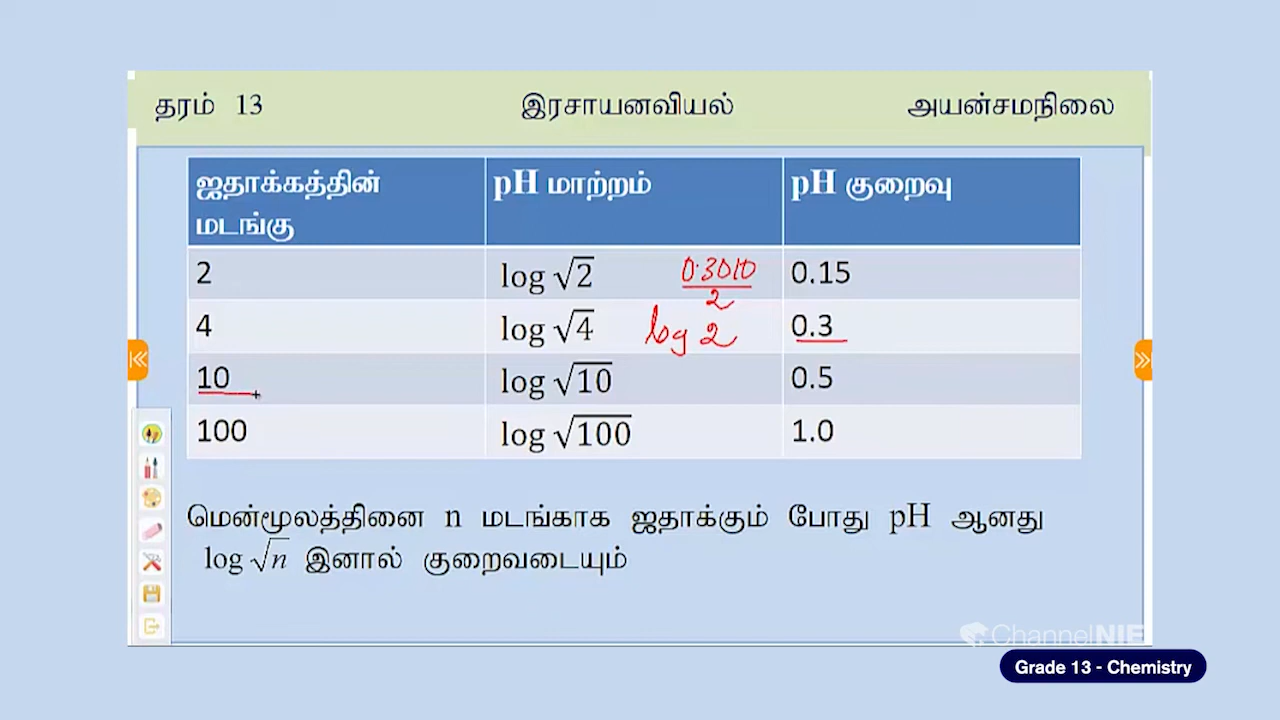 தரம் 13 இரசாயனவியல் அயன்சமநிலை
ஐதாக்கத்தின் மடங்கு pH மாற்றம் pH குறைவு
2 log √2 0.3010/2 0.15
4 log √4 log 2 0.3
10 log √10 0.5
100 log √100 1.0
மென்மூலத்தினை n மடங்காக ஐதாக்கும் போது pH ஆனது
log √n இனால் குறைவடையும்
ChannelNIE
Grade 13 - Chemistry